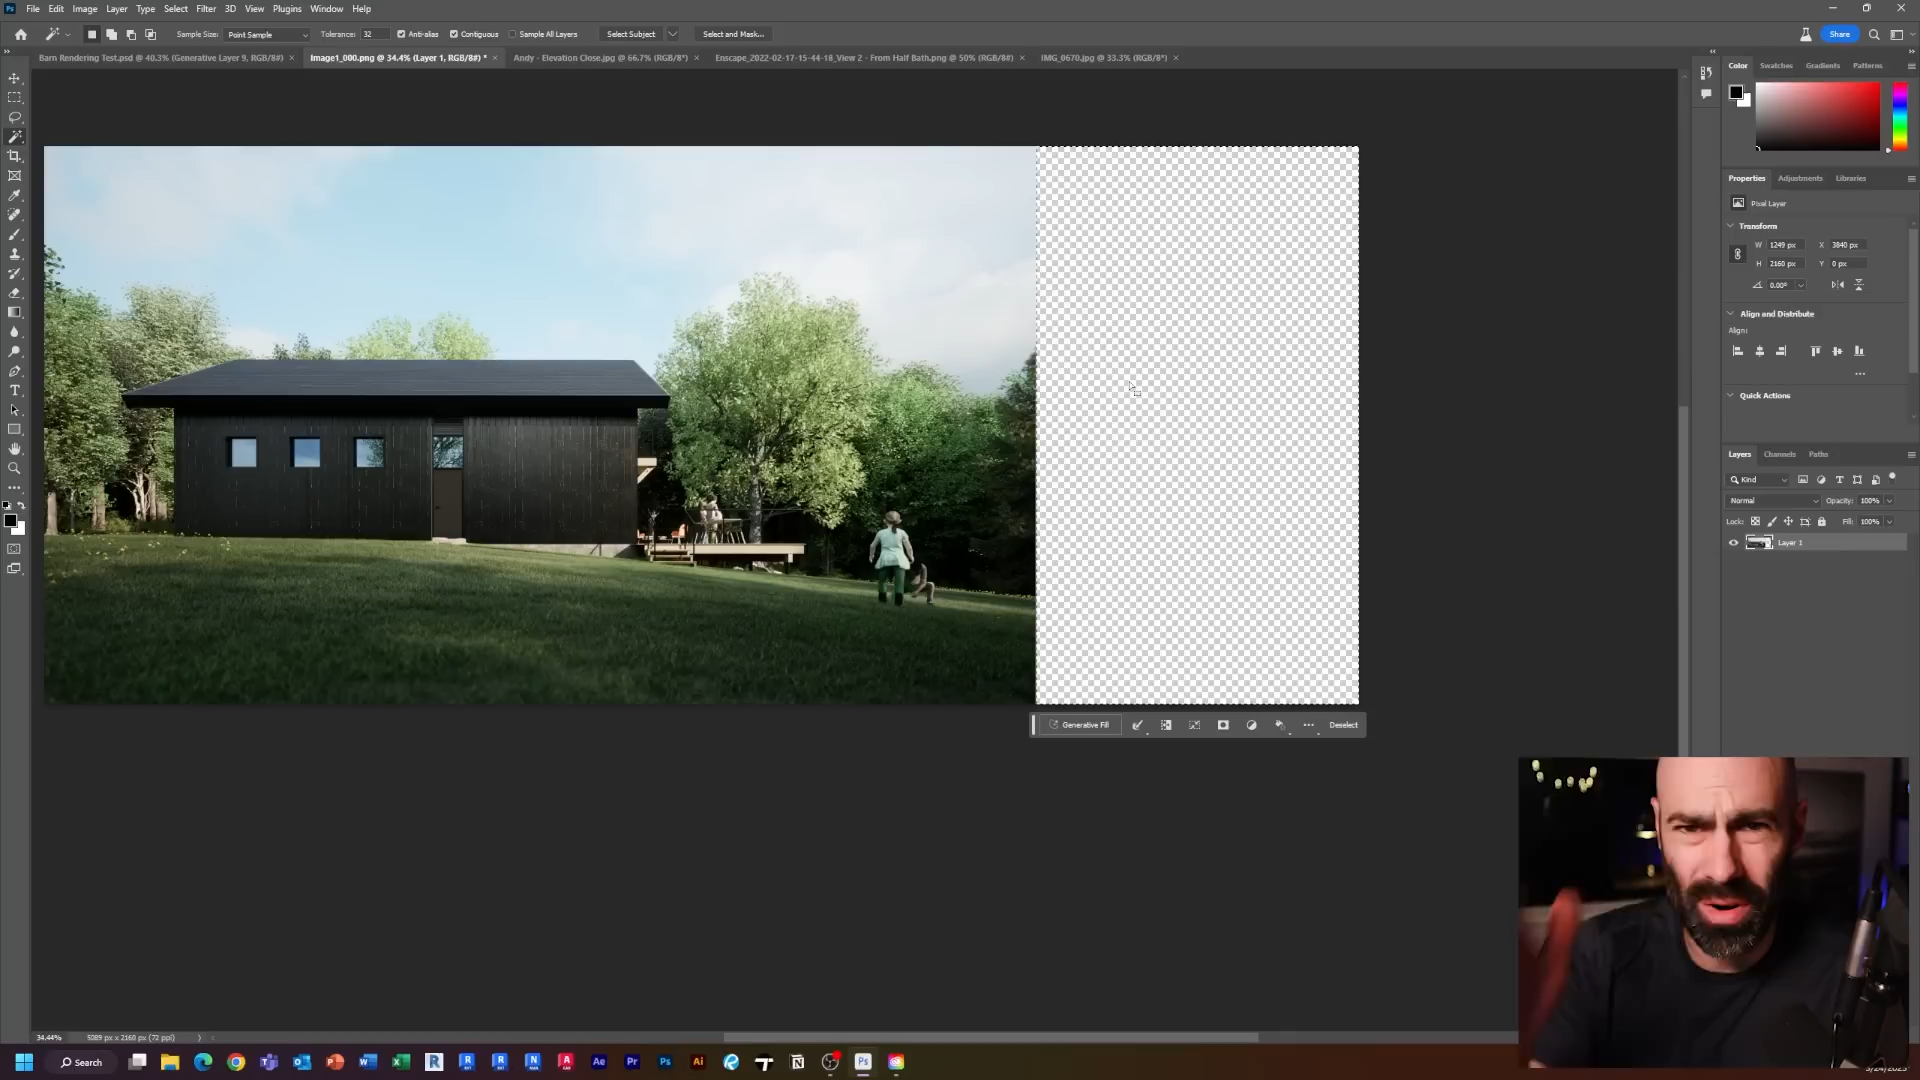 Ps File Edit Image Layer Type Select Filter 3D View Plugins Window Help
Sample Size: Point Sample Tolerance: 32 Anti-alias Contiguous Sample All Layers Select Subject Select and Mask... Share
Barn Rendering Test.psd @ 40.3% (Generative Layer 9, RGB/8#) × Image1_000.png @ 34.4% (Layer 1, RGB/8#) * × Andy - Elevation Close.jpg @ 66.7% (RGB/8*) × Enscape_2022-02-17-15-44-18_View 2 - From Half Bath.png @ 50% (RGB/8#) × IMG_0670.jpg @ 33.3% (RGB/8*) ×
Color Swatches Gradients Patterns
Properties Adjustments Libraries
Pixel Layer
Transform
W 1249 px X 3840 px
H 2160 px Y 0 px
0.00°
Align and Distribute
Align:
Quick Actions
Layers Channels Paths
Kind
Normal Opacity: 100%
Lock: Fill: 100%
Layer 1
Generative Fill Deselect
34.44% 5089 px x 2160 px (72 ppi)
Search